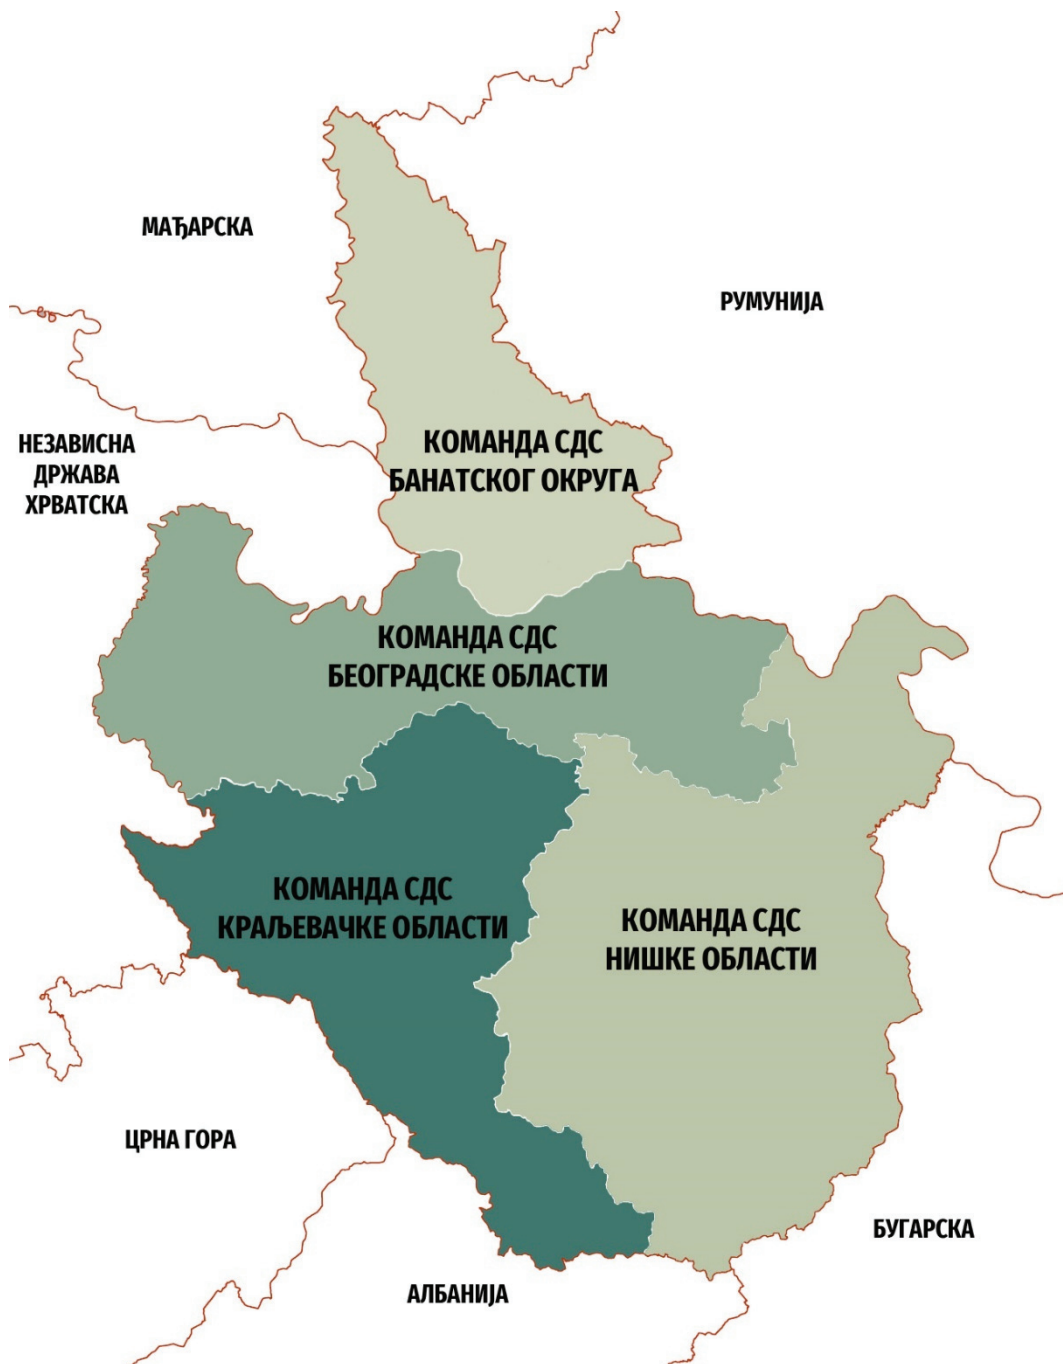 МАЂАРСКА
РУМУНИЈА
НЕЗАВИСНА
ДРЖАВА
ХРВАТСКА
КОМАНДА СДС
БАНАТСКОГ ОКРУГА
КОМАНДА СДС
БЕОГРАДСКЕ ОБЛАСТИ
КОМАНДА СДС
КРАЉЕВАЧКЕ ОБЛАСТИ
КОМАНДА СДС
НИШКЕ ОБЛАСТИ
ЦРНА ГОРА
БУГАРСКА
АЛБАНИЈА